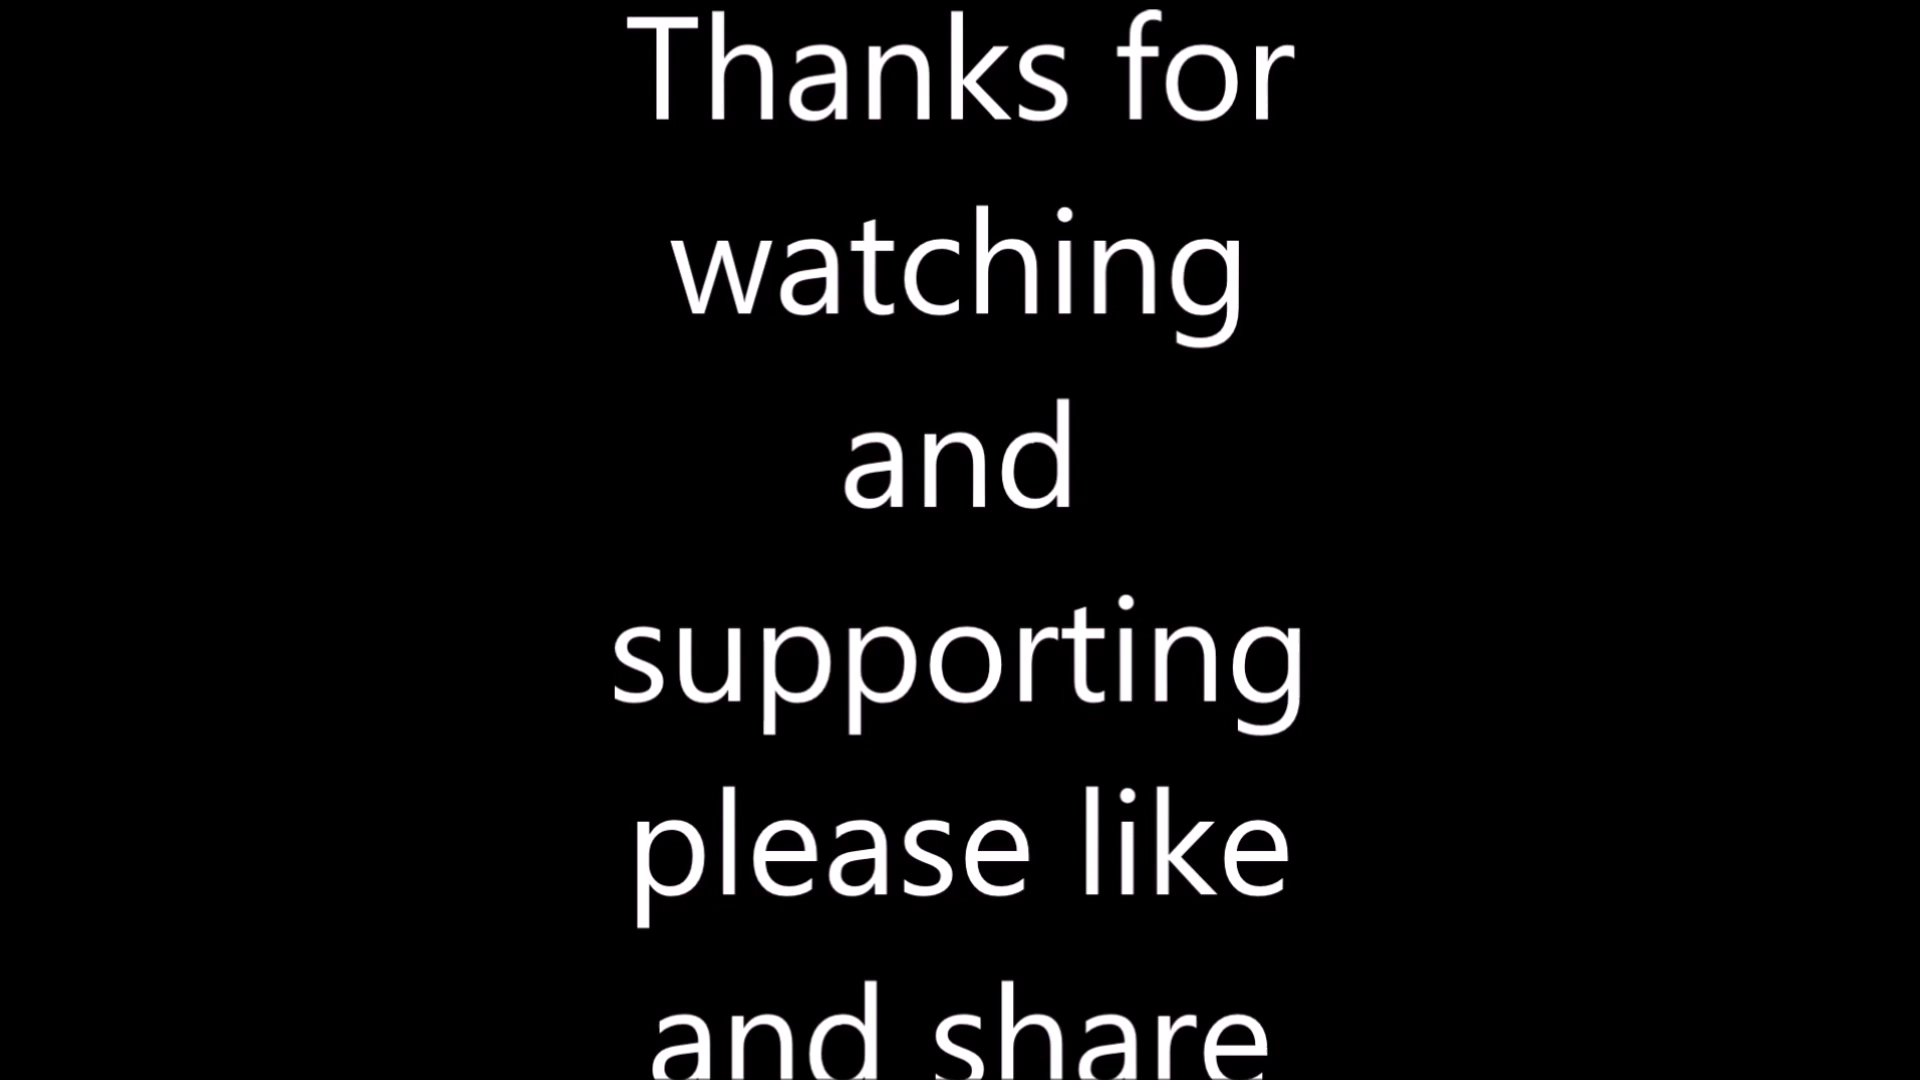 Thanks for
watching
and
supporting
please like
and share